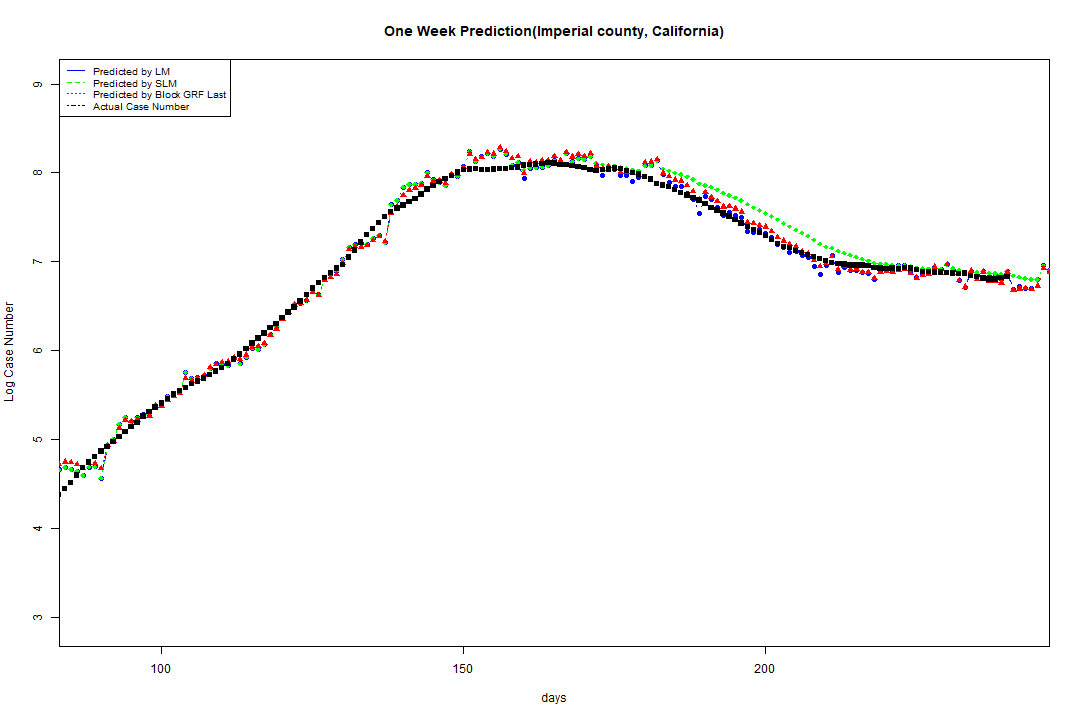 One Week Prediction(Imperial county, California)
Predicted by LM
Predicted by SLM
Predicted by Block GRF Last
Actual Case Number
9
8
7
6
5
4
3
Log Case Number
100 150 200
days